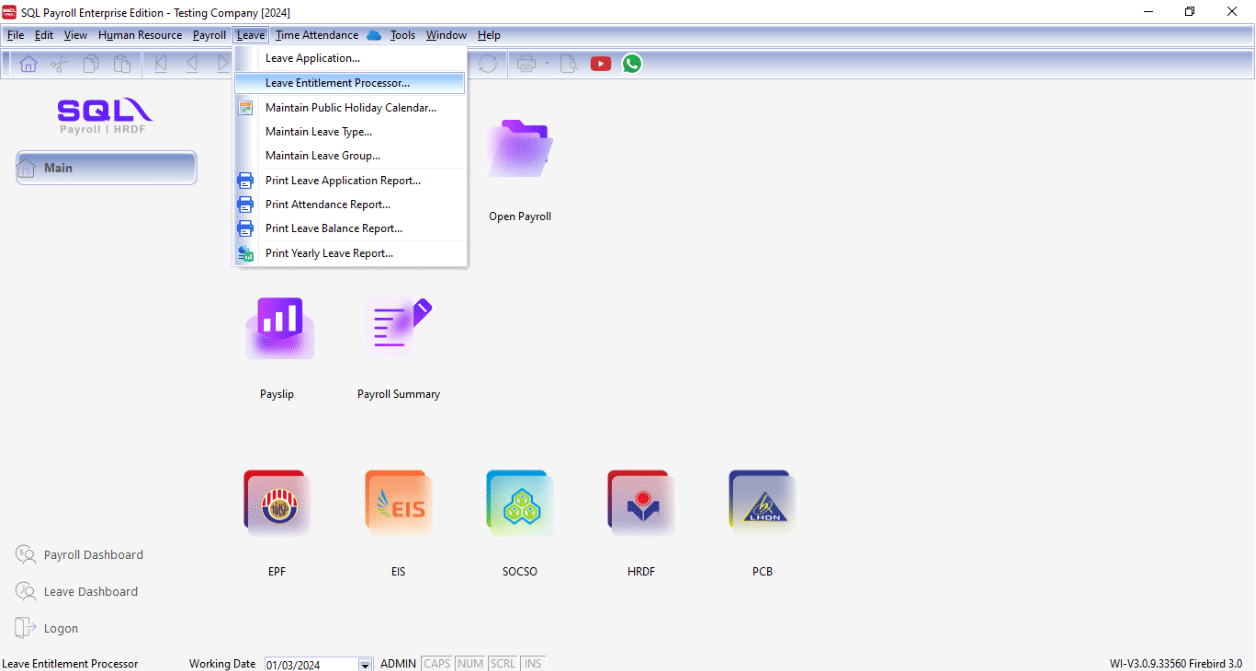 SQL Payroll Enterprise Edition - Testing Company [2024]
File Edit View Human Resource Payroll Leave Time Attendance Tools Window Help
Leave Application...
Leave Entitlement Processor...
Maintain Public Holiday Calendar...
Maintain Leave Type...
Maintain Leave Group...
Print Leave Application Report...
Print Attendance Report...
Print Leave Balance Report...
Print Yearly Leave Report...
SQL
Payroll | HRDF
Main
Open Payroll
Payslip
Payroll Summary
EIS
LHDN
EPF
EIS
SOCSO
HRDF
PCB
Payroll Dashboard
Leave Dashboard
Logon
Leave Entitlement Processor
Working Date 01/03/2024 ADMIN CAPS NUM SCRL INS
WI-V3.0.9.33560 Firebird 3.0